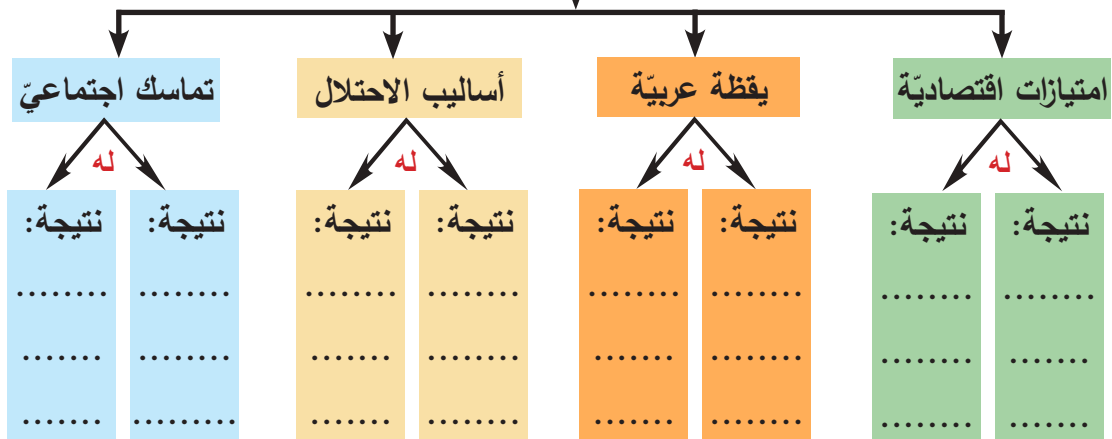 امتيازات اقتصاديّة
يقظة عربيّة
أساليب الاحتلال
تماسك اجتماعيّ
له
له
له
له
نتيجة:
نتيجة:
نتيجة:
نتيجة:
نتيجة:
نتيجة:
نتيجة:
نتيجة:
........ ........ ........ ........ ........ ........ ........ ........
....... ........ ........ ....... ........ ....... ........ .......
........ ........ ........ ....... ........ ....... ......... .......